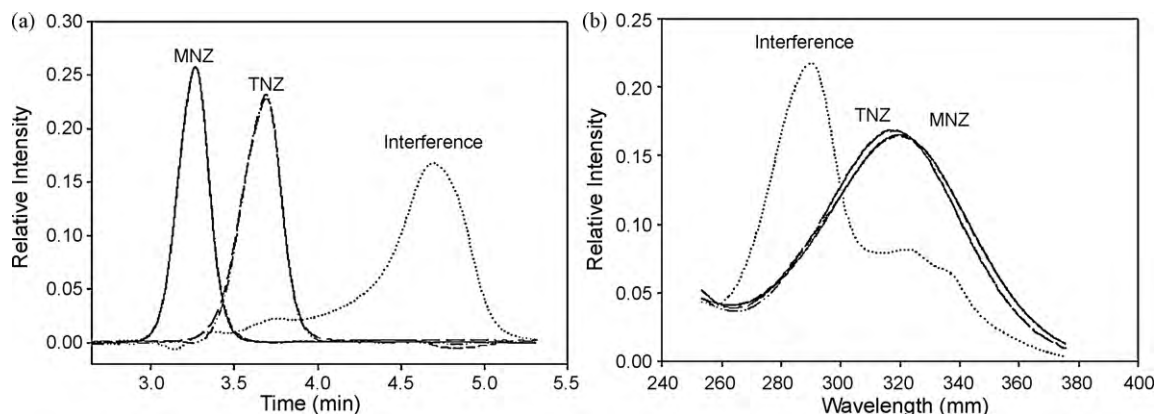 (a)
0.30
0.25
0.20
0.15
0.10
0.05
0.00
Relative Intensity
MNZ
TNZ
Interference
3.0 3.5 4.0 4.5 5.0 5.5
Time (min)
(b)
0.25
0.20
0.15
0.10
0.05
0.00
Relative Intensity
Interference
TNZ MNZ
240 260 280 300 320 340 360 380 400
Wavelength (mm)